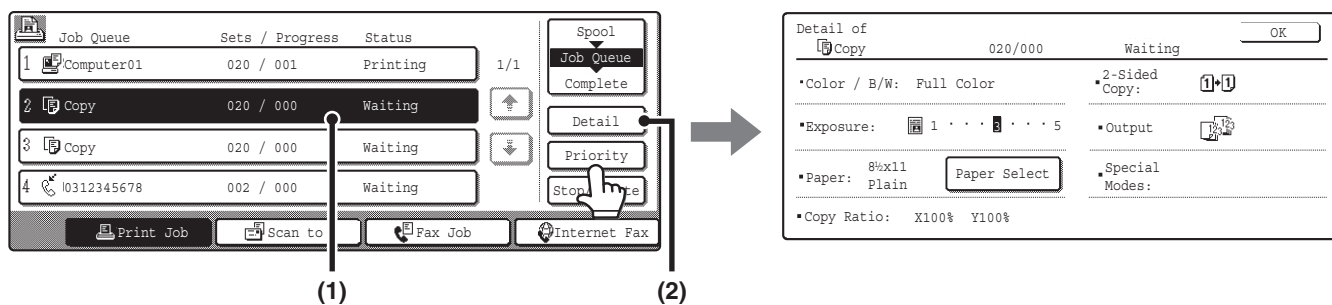 Job Queue Sets / Progress Status
1 Computer01 020 / 001 Printing
2 Copy 020 / 000 Waiting
3 Copy 020 / 000 Waiting
4 0312345678 002 / 000 Waiting
1/1
Spool
Job Queue
Complete
Detail
Priority
Print Job Scan to Fax Job Internet Fax
(1) (2)
Detail of OK
Copy 020/000 Waiting
▪Color / B/W: Full Color
▪2-Sided
Copy:
▪Exposure: 1 · · · 3 · · · 5
▪Output
▪Paper: 8½x11
Plain
Paper Select
▪Special
Modes:
▪Copy Ratio: X100% Y100%